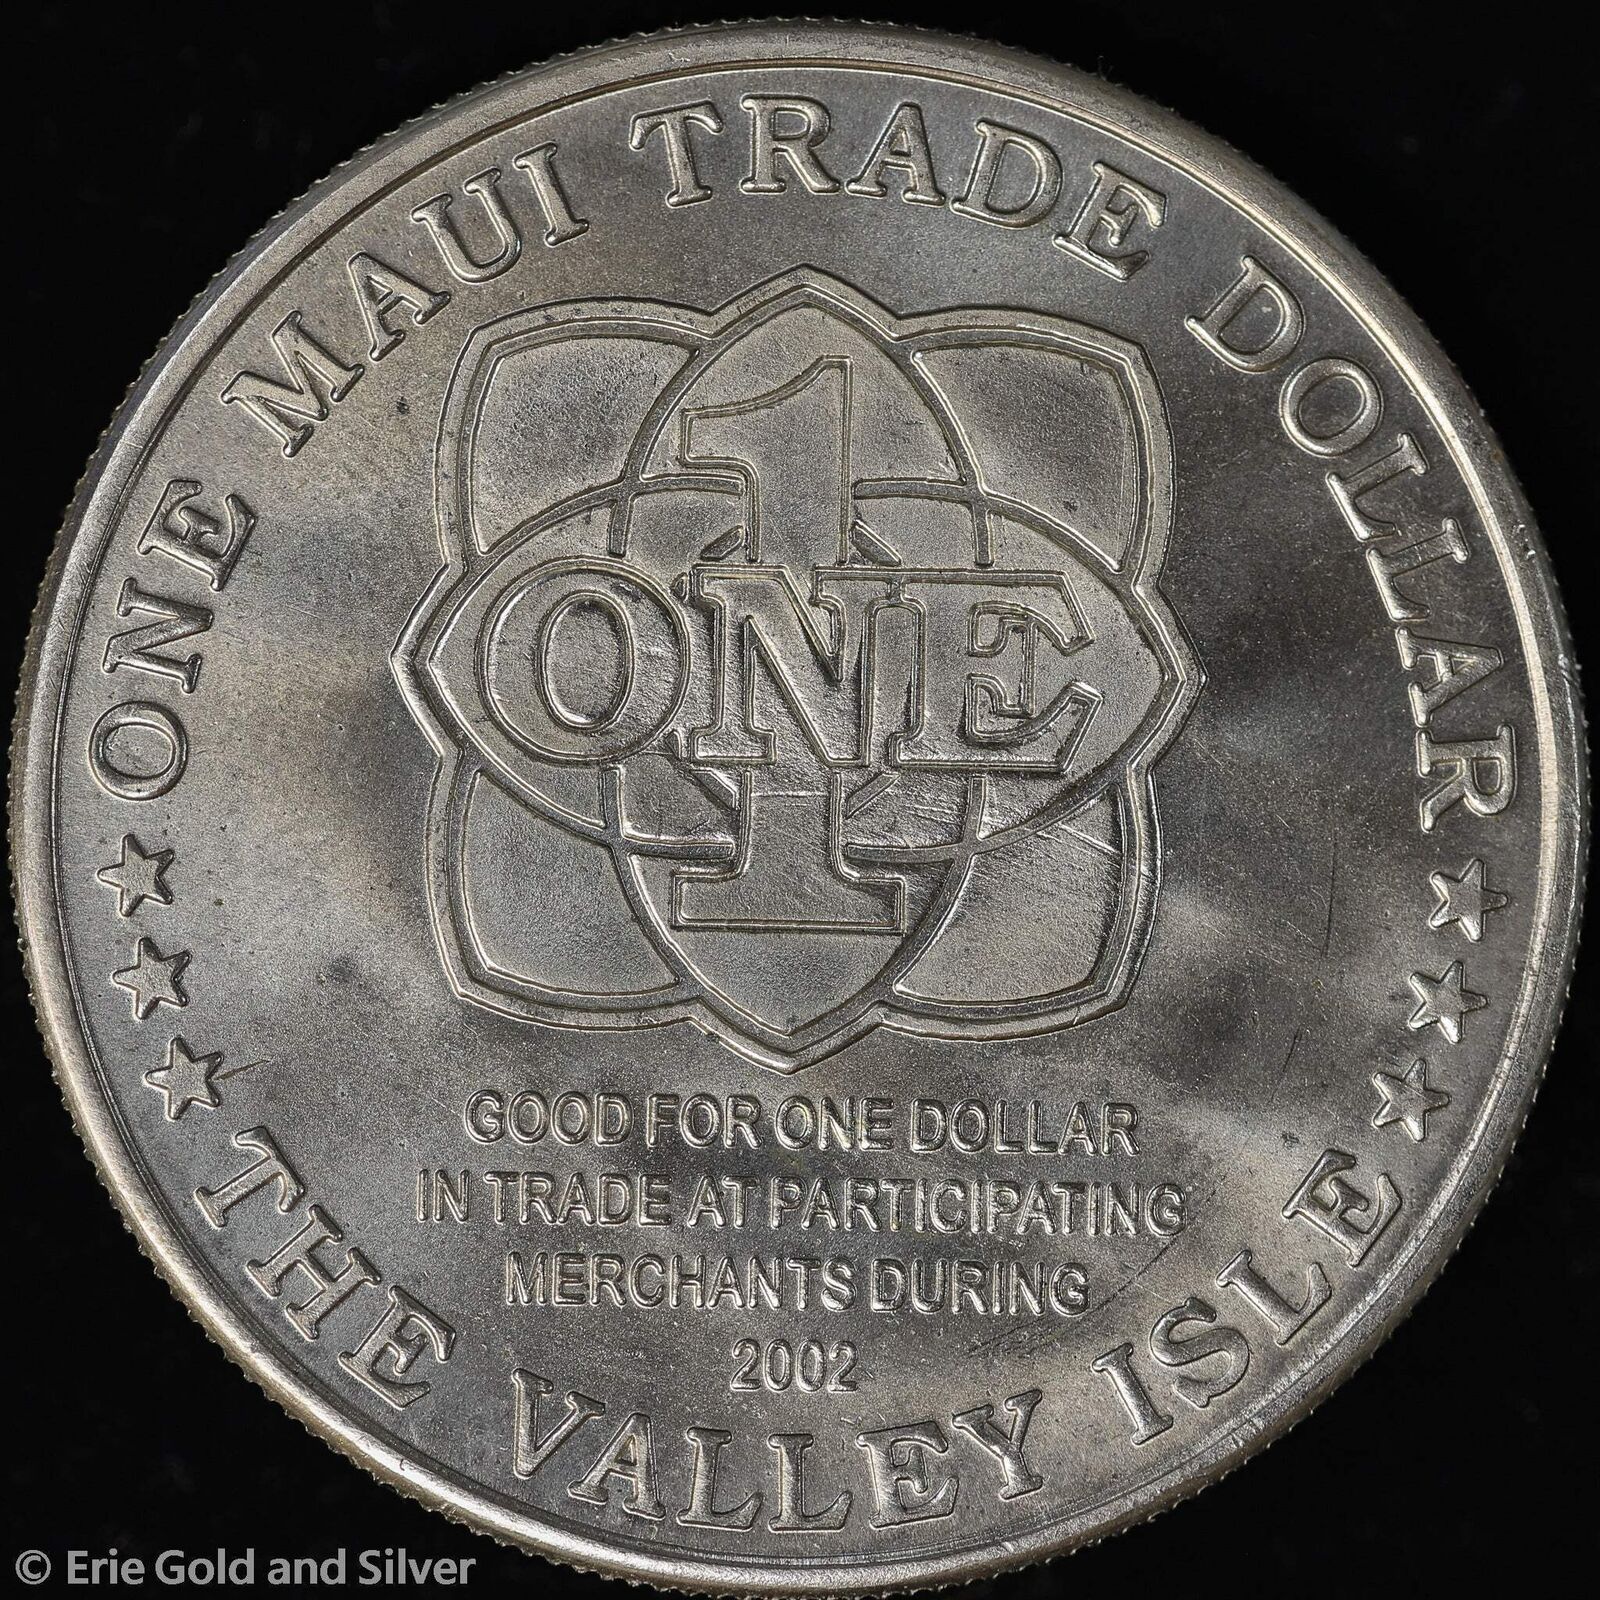 ONE MAUI TRADE DOLLAR
1
ONE
GOOD FOR ONE DOLLAR
IN TRADE AT PARTICIPATING
MERCHANTS DURING
2002
THE VALLEY ISLE
© Erie Gold and Silver